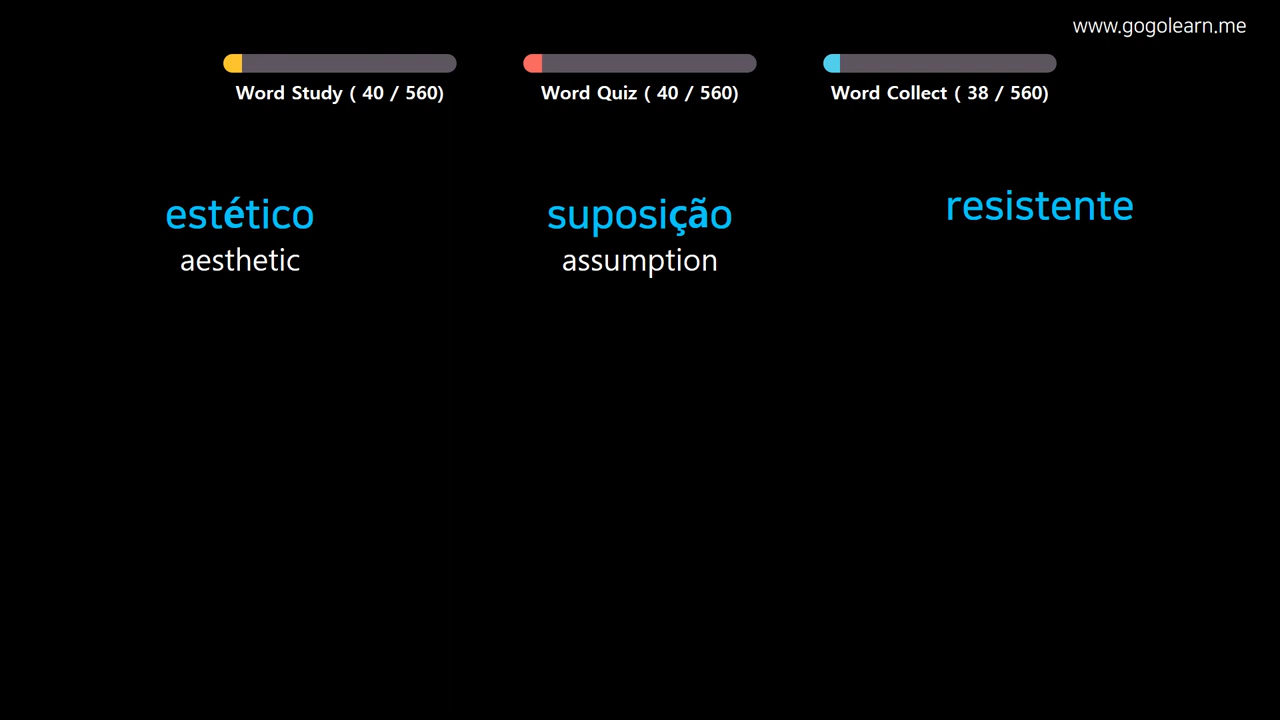 www.gogolearn.me
Word Study ( 40 / 560)
Word Quiz ( 40 / 560)
Word Collect ( 38 / 560)
estético
aesthetic
suposição
assumption
resistente